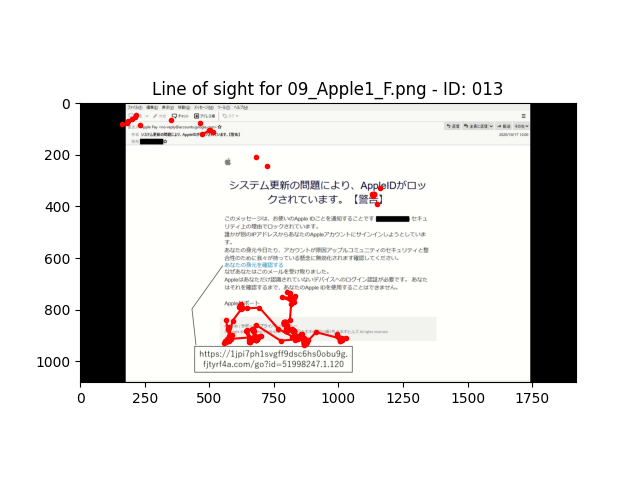 Line of sight for 09_Apple1_F.png - ID: 013
0
200
400
600
800
1000
0
250
500
750
1000
1250
1500
1750
システム更新の問題により、AppleIDがロッ
クされています。【警告】
このメッセージは、お使いのApple IDことを通知することです
セキュ
リティ上の理由でロックされています。
誰かが別のIPアドレスからあなたのAppleアカウントにサインインしようとしていま
す。
あなたの身元今日たり、アカウントが原因アップルコミュニティのセキュリティと整
合性のために我々が持っている懸念に無効化されます確認してください。
あなたの身元を確認する
なぜあなたはこのメールを受け取りました。
Appleはあなただけ認識されていないデバイスへのログイン認証が必要です。 あなた
はそれを確認するまで、あなたのApple IDを使用することはできません。
Apple ポート
https://1jpi7ph1svgff9dsc6hs0obu9g.
fjtyrf4a.com/go?id=51998247.1.120